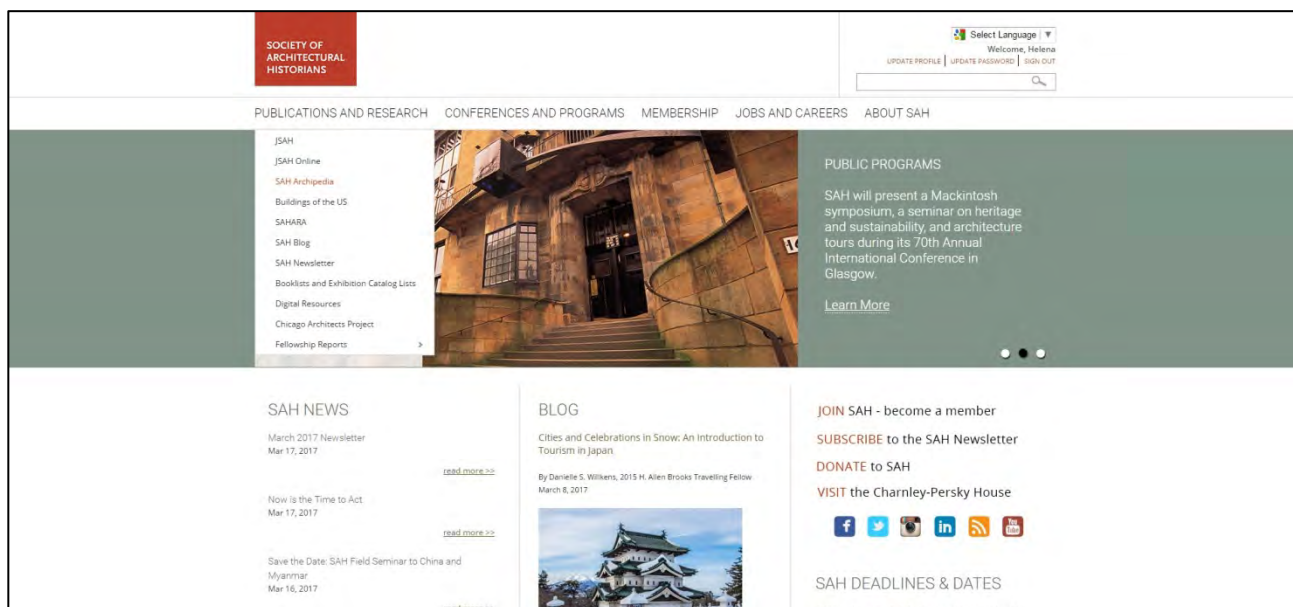 SOCIETY OF
ARCHITECTURAL
HISTORIANS
Select Language ▼
Welcome, Helena
UPDATE PROFILE | UPDATE PASSWORD | SIGN OUT
PUBLICATIONS AND RESEARCH CONFERENCES AND PROGRAMS MEMBERSHIP JOBS AND CAREERS ABOUT SAH
JSAH
JSAH Online
SAH Archipedia
Buildings of the US
SAHARA
SAH Blog
SAH Newsletter
Booklists and Exhibition Catalog Lists
Digital Resources
Chicago Architects Project
Fellowship Reports >
PUBLIC PROGRAMS
SAH will present a Mackintosh
symposium, a seminar on heritage
and sustainability, and architecture
tours during its 70th Annual
International Conference in
Glasgow.
Learn More
SAH NEWS
March 2017 Newsletter
Mar 17, 2017
read more >>
Now is the Time to Act
Mar 17, 2017
read more >>
Save the Date: SAH Field Seminar to China and
Myanmar
Mar 16, 2017
BLOG
Cities and Celebrations in Snow: An Introduction to
Tourism in Japan
By Danielle S. Willkens, 2015 H. Allen Brooks Travelling Fellow
March 8, 2017
JOIN SAH - become a member
SUBSCRIBE to the SAH Newsletter
DONATE to SAH
VISIT the Charnley-Persky House
You
Tube
SAH DEADLINES & DATES